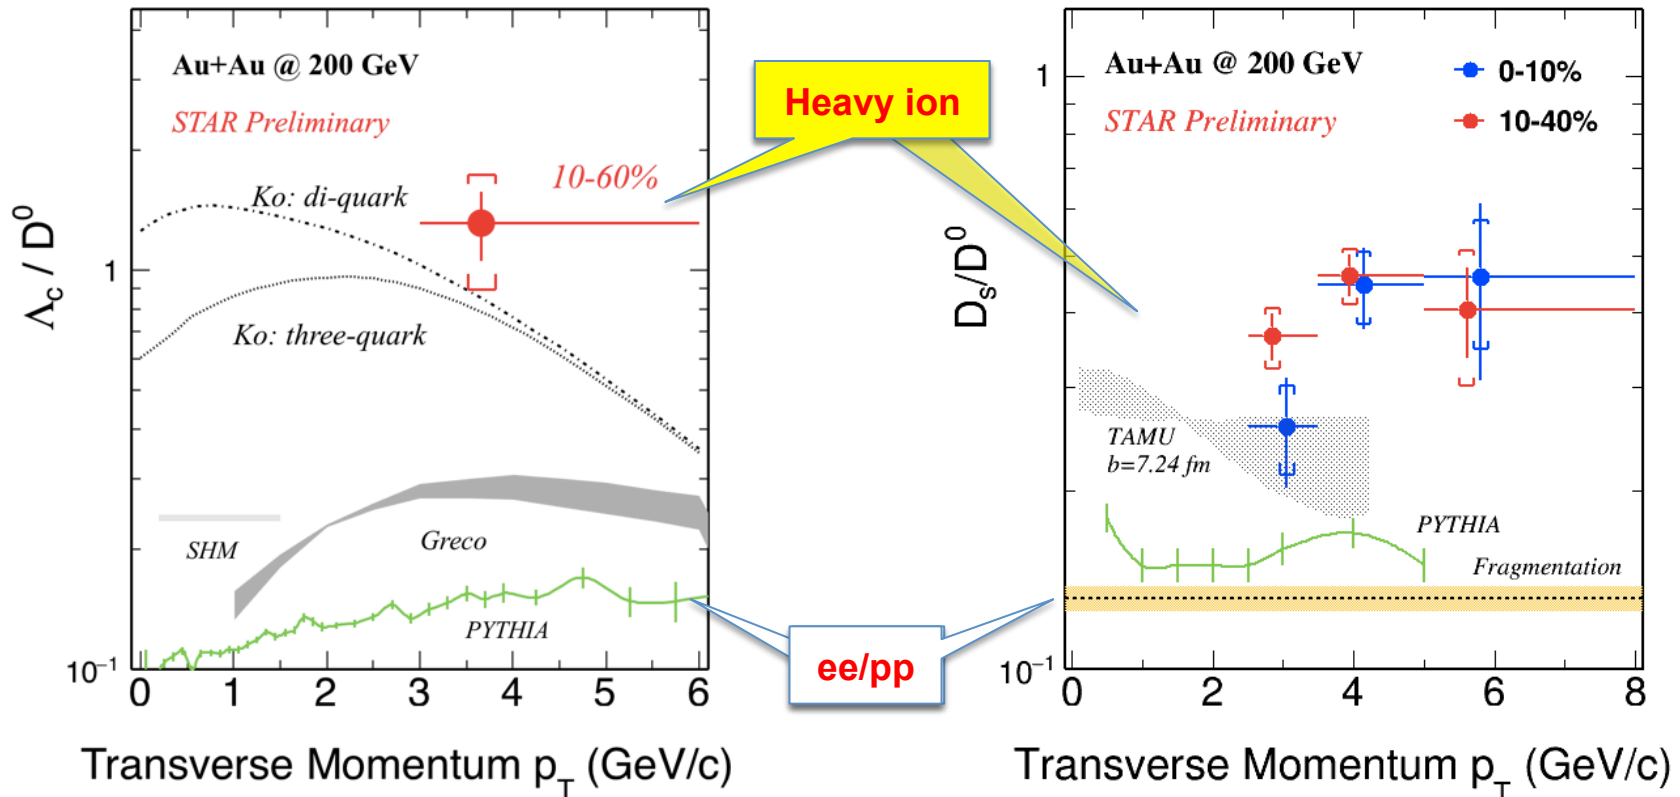 Au+Au @ 200 GeV
STAR Preliminary
10-60%
Ko: di-quark
Ko: three-quark
SHM
Greco
PYTHIA
Λc / D⁰
1
10⁻¹
0 1 2 3 4 5 6
Transverse Momentum pT (GeV/c)
Heavy ion
ee/pp
Au+Au @ 200 GeV
STAR Preliminary
0-10%
10-40%
TAMU
b=7.24 fm
PYTHIA
Fragmentation
Ds/D⁰
1
10⁻¹
0 2 4 6 8
Transverse Momentum pT (GeV/c)